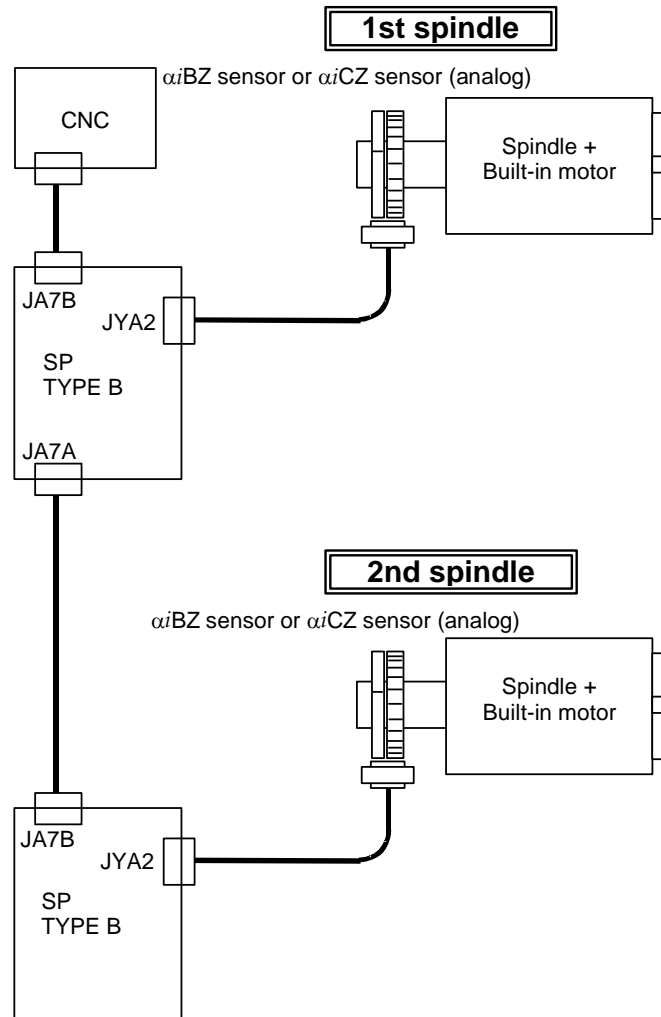 1st spindle
αiBZ sensor or αiCZ sensor (analog)
CNC
Spindle +
Built-in motor
JA7B
JYA2
SP
TYPE B
JA7A
2nd spindle
αiBZ sensor or αiCZ sensor (analog)
Spindle +
Built-in motor
JA7B
JYA2
SP
TYPE B